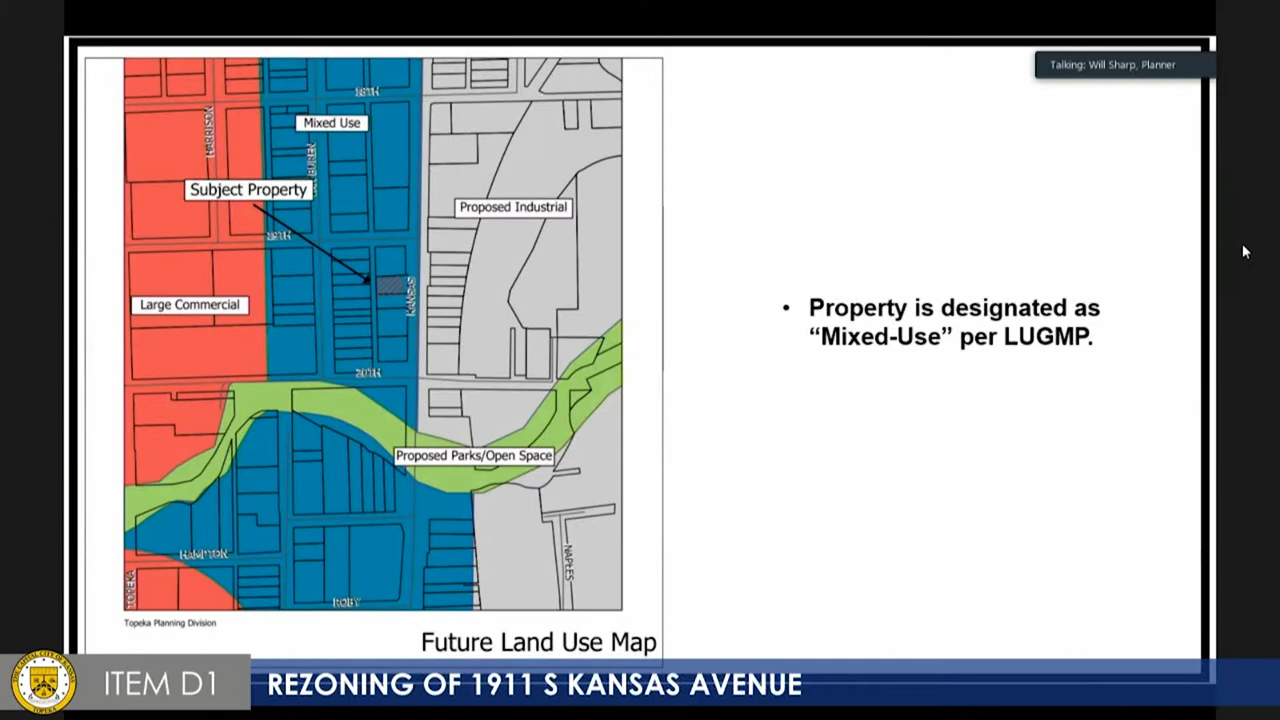 Talking: Will Sharp, Planner
18TH
Mixed Use
HARRISON
BUREN
Subject Property
Proposed Industrial
19TH
KANSAS
Large Commercial
• Property is designated as
“Mixed-Use” per LUGMP.
20TH
Proposed Parks/Open Space
HAMPTON
NAPLES
TOPEKA
ROBY
Topeka Planning Division
Future Land Use Map
ITEM D1
REZONING OF 1911 S KANSAS AVENUE